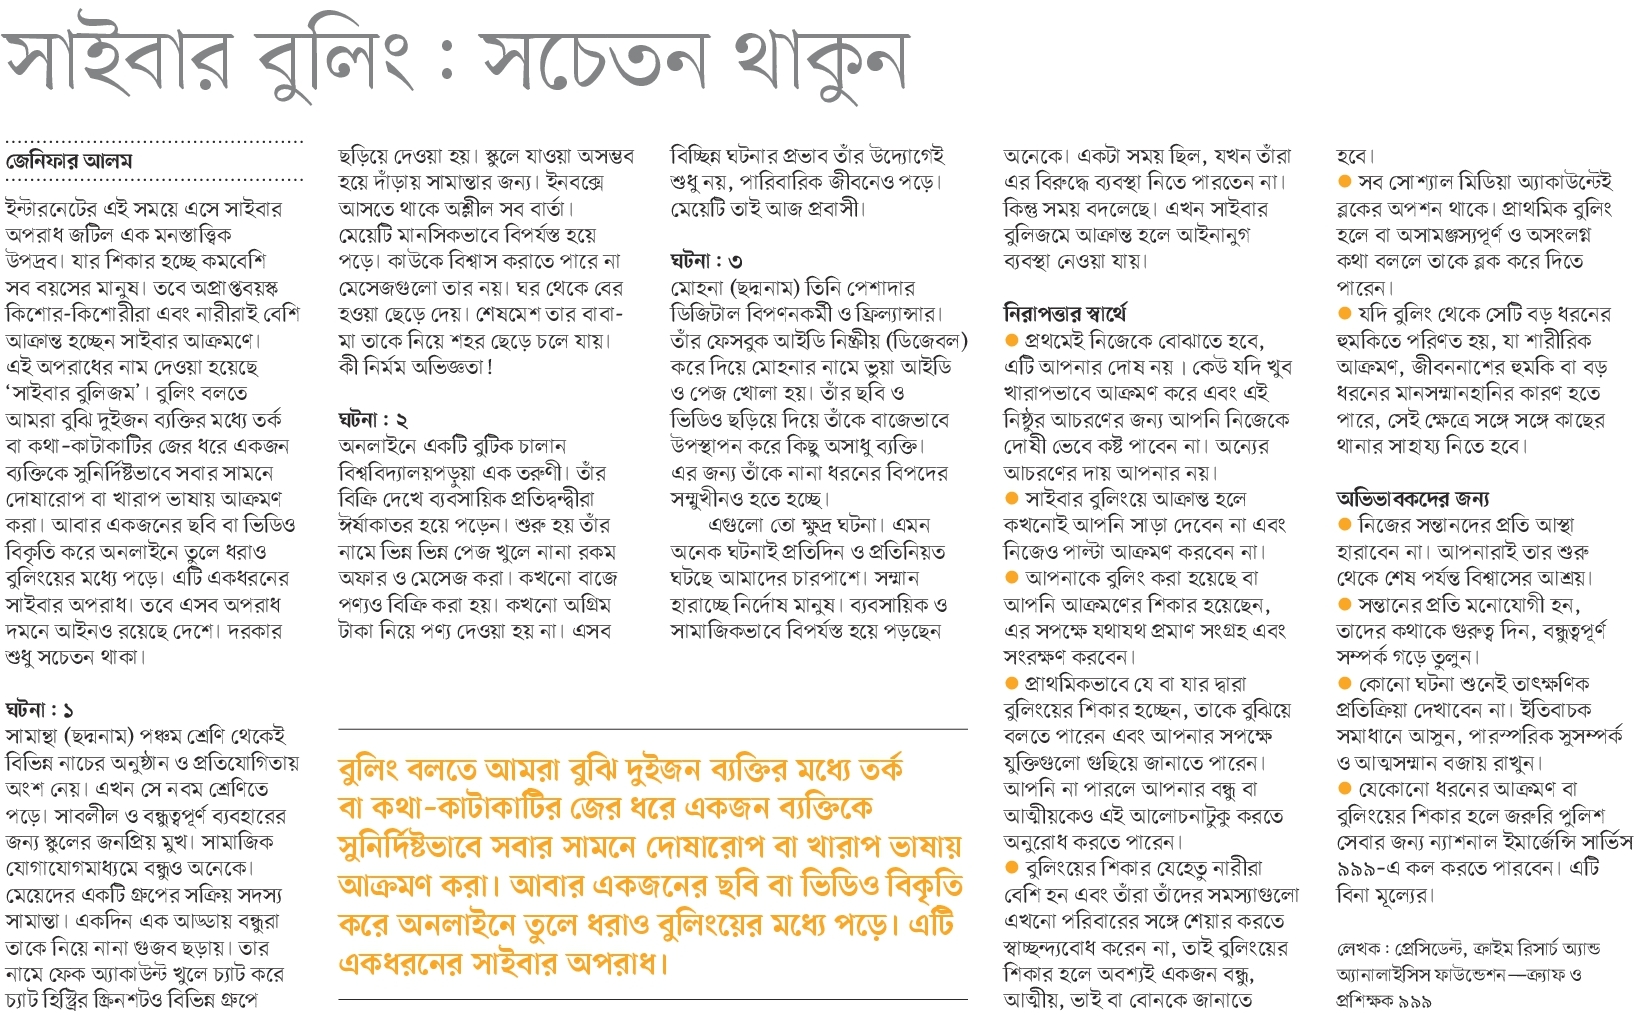 সাইবার বুলিং : সচেতন থাকুন
জেনিফার আলম
ইন্টারনেটের এই সময়ে এসে সাইবার
অপরাধ জটিল এক মনস্তাত্ত্বিক
উপদ্রব। যার শিকার হচ্ছে কমবেশি
সব বয়সের মানুষ। তবে অপ্রাপ্তবয়স্ক
কিশোর-কিশোরীরা এবং নারীরাই বেশি
আক্রান্ত হচ্ছেন সাইবার আক্রমণে।
এই অপরাধের নাম দেওয়া হয়েছে
‘সাইবার বুলিজম’। বুলিং বলতে
আমরা বুঝি দুইজন ব্যক্তির মধ্যে তর্ক
বা কথা-কাটাকাটির জের ধরে একজন
ব্যক্তিকে সুনির্দিষ্টভাবে সবার সামনে
দোষারোপ বা খারাপ ভাষায় আক্রমণ
করা। আবার একজনের ছবি বা ভিডিও
বিকৃতি করে অনলাইনে তুলে ধরাও
বুলিংয়ের মধ্যে পড়ে। এটি একধরনের
সাইবার অপরাধ। তবে এসব অপরাধ
দমনে আইনও রয়েছে দেশে। দরকার
শুধু সচেতন থাকা।
ঘটনা : ১
সামান্থা (ছদ্মনাম) পঞ্চম শ্রেণি থেকেই
বিভিন্ন নাচের অনুষ্ঠান ও প্রতিযোগিতায়
অংশ নেয়। এখন সে নবম শ্রেণিতে
পড়ে। সাবলীল ও বন্ধুত্বপূর্ণ ব্যবহারের
জন্য স্কুলের জনপ্রিয় মুখ। সামাজিক
যোগাযোগমাধ্যমে বন্ধুও অনেকে।
মেয়েদের একটি গ্রুপের সক্রিয় সদস্য
সামান্তা। একদিন এক আড্ডায় বন্ধুরা
তাকে নিয়ে নানা গুজব ছড়ায়। তার
নামে ফেক অ্যাকাউন্ট খুলে চ্যাট করে
চ্যাট হিস্ট্রির স্ক্রিনশটও বিভিন্ন গ্রুপে
ছড়িয়ে দেওয়া হয়। স্কুলে যাওয়া অসম্ভব
হয়ে দাঁড়ায় সামান্তার জন্য। ইনবক্সে
আসতে থাকে অশ্লীল সব বার্তা।
মেয়েটি মানসিকভাবে বিপর্যস্ত হয়ে
পড়ে। কাউকে বিশ্বাস করাতে পারে না
মেসেজগুলো তার নয়। ঘর থেকে বের
হওয়া ছেড়ে দেয়। শেষমেশ তার বাবা-
মা তাকে নিয়ে শহর ছেড়ে চলে যায়।
কী নির্মম অভিজ্ঞতা!
ঘটনা : ২
অনলাইনে একটি বুটিক চালান
বিশ্ববিদ্যালয়পড়ুয়া এক তরুণী। তাঁর
বিক্রি দেখে ব্যবসায়িক প্রতিদ্বন্দ্বীরা
ঈর্ষাকাতর হয়ে পড়েন। শুরু হয় তাঁর
নামে ভিন্ন ভিন্ন পেজ খুলে নানা রকম
অফার ও মেসেজ করা। কখনো বাজে
পণ্যও বিক্রি করা হয়। কখনো অগ্রিম
টাকা নিয়ে পণ্য দেওয়া হয় না। এসব
বিচ্ছিন্ন ঘটনার প্রভাব তাঁর উদ্যোগেই
শুধু নয়, পারিবারিক জীবনেও পড়ে।
মেয়েটি তাই আজ প্রবাসী।
ঘটনা : ৩
মোহনা (ছদ্মনাম) তিনি পেশাদার
ডিজিটাল বিপণনকর্মী ও ফ্রিল্যান্সার।
তাঁর ফেসবুক আইডি নিষ্ক্রীয় (ডিজেবল)
করে দিয়ে মোহনার নামে ভুয়া আইডি
ও পেজ খোলা হয়। তাঁর ছবি ও
ভিডিও ছড়িয়ে দিয়ে তাঁকে বাজেভাবে
উপস্থাপন করে কিছু অসাধু ব্যক্তি।
এর জন্য তাঁকে নানা ধরনের বিপদের
সম্মুখীনও হতে হচ্ছে।
এগুলো তো ক্ষুদ্র ঘটনা। এমন
অনেক ঘটনাই প্রতিদিন ও প্রতিনিয়ত
ঘটছে আমাদের চারপাশে। সম্মান
হারাচ্ছে নির্দোষ মানুষ। ব্যবসায়িক ও
সামাজিকভাবে বিপর্যস্ত হয়ে পড়ছেন
বুলিং বলতে আমরা বুঝি দুইজন ব্যক্তির মধ্যে তর্ক
বা কথা-কাটাকাটির জের ধরে একজন ব্যক্তিকে
সুনির্দিষ্টভাবে সবার সামনে দোষারোপ বা খারাপ ভাষায়
আক্রমণ করা। আবার একজনের ছবি বা ভিডিও বিকৃতি
করে অনলাইনে তুলে ধরাও বুলিংয়ের মধ্যে পড়ে। এটি
একধরনের সাইবার অপরাধ।
অনেকে। একটা সময় ছিল, যখন তাঁরা
এর বিরুদ্ধে ব্যবস্থা নিতে পারতেন না।
কিন্তু সময় বদলেছে। এখন সাইবার
বুলিজমে আক্রান্ত হলে আইনানুগ
ব্যবস্থা নেওয়া যায়।
নিরাপত্তার স্বার্থে
● প্রথমেই নিজেকে বোঝাতে হবে,
এটি আপনার দোষ নয় । কেউ যদি খুব
খারাপভাবে আক্রমণ করে এবং এই
নিষ্ঠুর আচরণের জন্য আপনি নিজেকে
দোষী ভেবে কষ্ট পাবেন না। অন্যের
আচরণের দায় আপনার নয়।
● সাইবার বুলিংয়ে আক্রান্ত হলে
কখনোই আপনি সাড়া দেবেন না এবং
নিজেও পাল্টা আক্রমণ করবেন না।
● আপনাকে বুলিং করা হয়েছে বা
আপনি আক্রমণের শিকার হয়েছেন,
এর সপক্ষে যথাযথ প্রমাণ সংগ্রহ এবং
সংরক্ষণ করবেন।
● প্রাথমিকভাবে যে বা যার দ্বারা
বুলিংয়ের শিকার হচ্ছেন, তাকে বুঝিয়ে
বলতে পারেন এবং আপনার সপক্ষে
যুক্তিগুলো গুছিয়ে জানাতে পারেন।
আপনি না পারলে আপনার বন্ধু বা
আত্মীয়কেও এই আলোচনাটুকু করতে
অনুরোধ করতে পারেন।
● বুলিংয়ের শিকার যেহেতু নারীরা
বেশি হন এবং তাঁরা তাঁদের সমস্যাগুলো
এখনো পরিবারের সঙ্গে শেয়ার করতে
স্বাচ্ছন্দ্যবোধ করেন না, তাই বুলিংয়ের
শিকার হলে অবশ্যই একজন বন্ধু,
আত্মীয়, ভাই বা বোনকে জানাতে
হবে।
● সব সোশ্যাল মিডিয়া অ্যাকাউন্টেই
ব্লকের অপশন থাকে। প্রাথমিক বুলিং
হলে বা অসামঞ্জস্যপূর্ণ ও অসংলগ্ন
কথা বললে তাকে ব্লক করে দিতে
পারেন।
● যদি বুলিং থেকে সেটি বড় ধরনের
হুমকিতে পরিণত হয়, যা শারীরিক
আক্রমণ, জীবননাশের হুমকি বা বড়
ধরনের মানসম্মানহানির কারণ হতে
পারে, সেই ক্ষেত্রে সঙ্গে সঙ্গে কাছের
থানার সাহায্য নিতে হবে।
অভিভাবকদের জন্য
● নিজের সন্তানদের প্রতি আস্থা
হারাবেন না। আপনারাই তার শুরু
থেকে শেষ পর্যন্ত বিশ্বাসের আশ্রয়।
● সন্তানের প্রতি মনোযোগী হন,
তাদের কথাকে গুরুত্ব দিন, বন্ধুত্বপূর্ণ
সম্পর্ক গড়ে তুলুন।
● কোনো ঘটনা শুনেই তাৎক্ষণিক
প্রতিক্রিয়া দেখাবেন না। ইতিবাচক
সমাধানে আসুন, পারস্পরিক সুসম্পর্ক
ও আত্মসম্মান বজায় রাখুন।
● যেকোনো ধরনের আক্রমণ বা
বুলিংয়ের শিকার হলে জরুরি পুলিশ
সেবার জন্য ন্যাশনাল ইমার্জেন্সি সার্ভিস
৯৯৯-এ কল করতে পারবেন। এটি
বিনা মূল্যের।
লেখক : প্রেসিডেন্ট, ক্রাইম রিসার্চ অ্যান্ড
অ্যানালাইসিস ফাউন্ডেশন—ক্র্যাফ ও
প্রশিক্ষক ৯৯৯